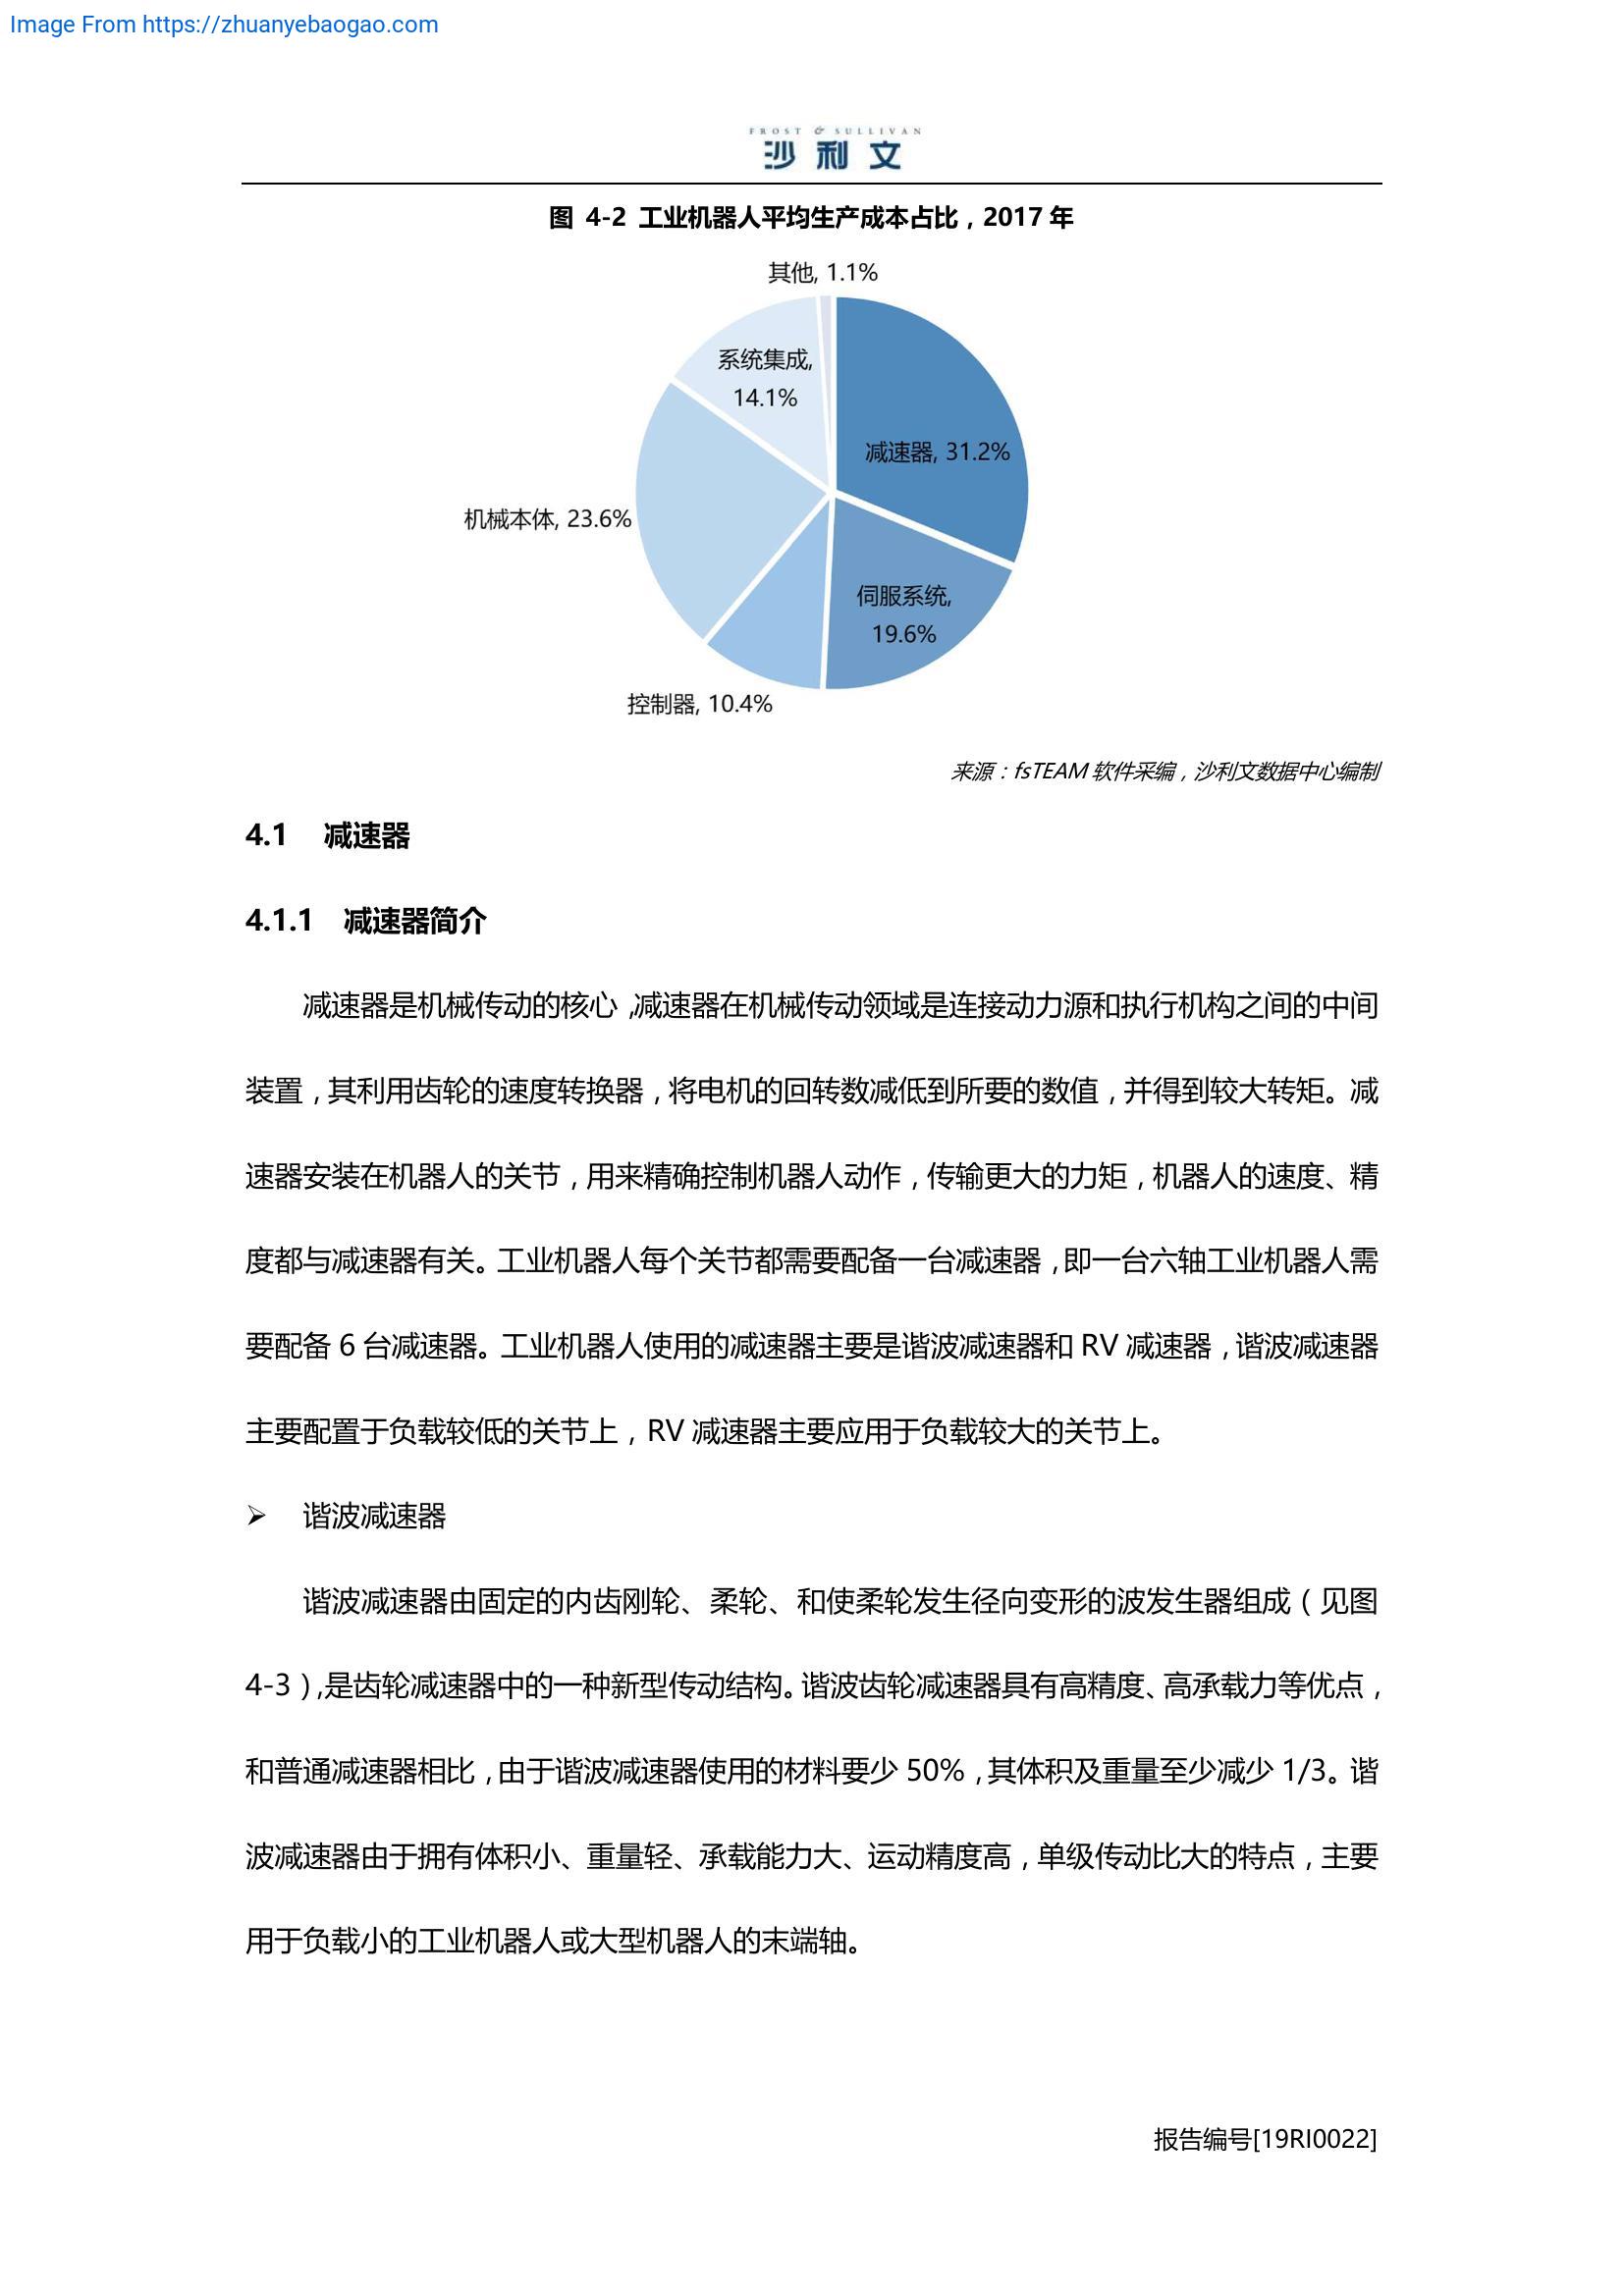 Image From https://zhuanyebaogao.com
FROST & SULLIVAN
沙利文
图 4-2 工业机器人平均生产成本占比，2017 年
其他, 1.1%
系统集成,
14.1%
减速器, 31.2%
机械本体, 23.6%
伺服系统,
19.6%
控制器, 10.4%
来源：fsTEAM 软件采编，沙利文数据中心编制
4.1 减速器
4.1.1 减速器简介
减速器是机械传动的核心，减速器在机械传动领域是连接动力源和执行机构之间的中间
装置，其利用齿轮的速度转换器，将电机的回转数减低到所要的数值，并得到较大转矩。减
速器安装在机器人的关节，用来精确控制机器人动作，传输更大的力矩，机器人的速度、精
度都与减速器有关。工业机器人每个关节都需要配备一台减速器，即一台六轴工业机器人需
要配备 6 台减速器。工业机器人使用的减速器主要是谐波减速器和 RV 减速器，谐波减速器
主要配置于负载较低的关节上，RV 减速器主要应用于负载较大的关节上。
➢ 谐波减速器
谐波减速器由固定的内齿刚轮、柔轮、和使柔轮发生径向变形的波发生器组成（见图
4-3），是齿轮减速器中的一种新型传动结构。谐波齿轮减速器具有高精度、高承载力等优点，
和普通减速器相比，由于谐波减速器使用的材料要少 50%，其体积及重量至少减少 1/3。谐
波减速器由于拥有体积小、重量轻、承载能力大、运动精度高，单级传动比大的特点，主要
用于负载小的工业机器人或大型机器人的末端轴。
报告编号[19RI0022]